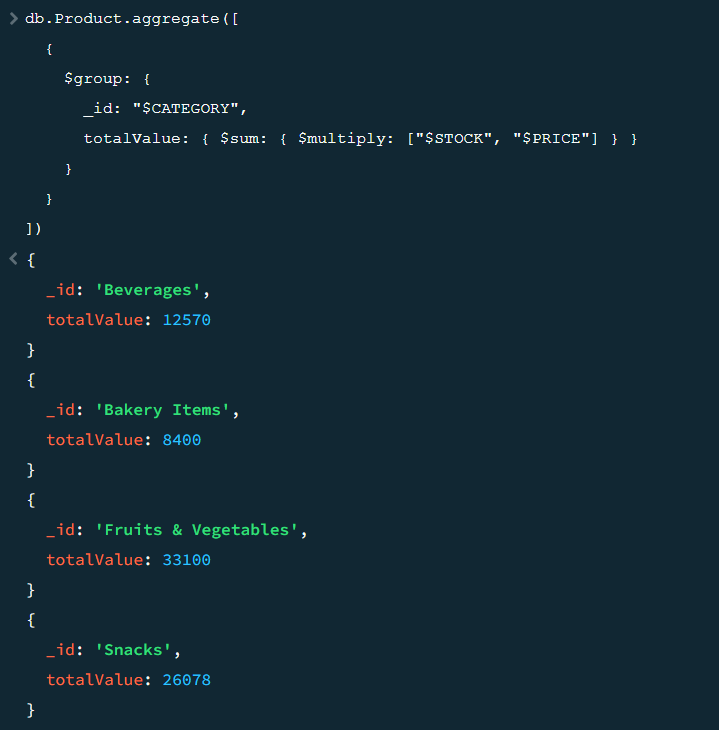 db.Product.aggregate([
{
$group: {
_id: "$CATEGORY",
totalValue: { $sum: { $multiply: ["$STOCK", "$PRICE"] } }
}
}
])
{
_id: 'Beverages',
totalValue: 12570
}
{
_id: 'Bakery Items',
totalValue: 8400
}
{
_id: 'Fruits & Vegetables',
totalValue: 33100
}
{
_id: 'Snacks',
totalValue: 26078
}